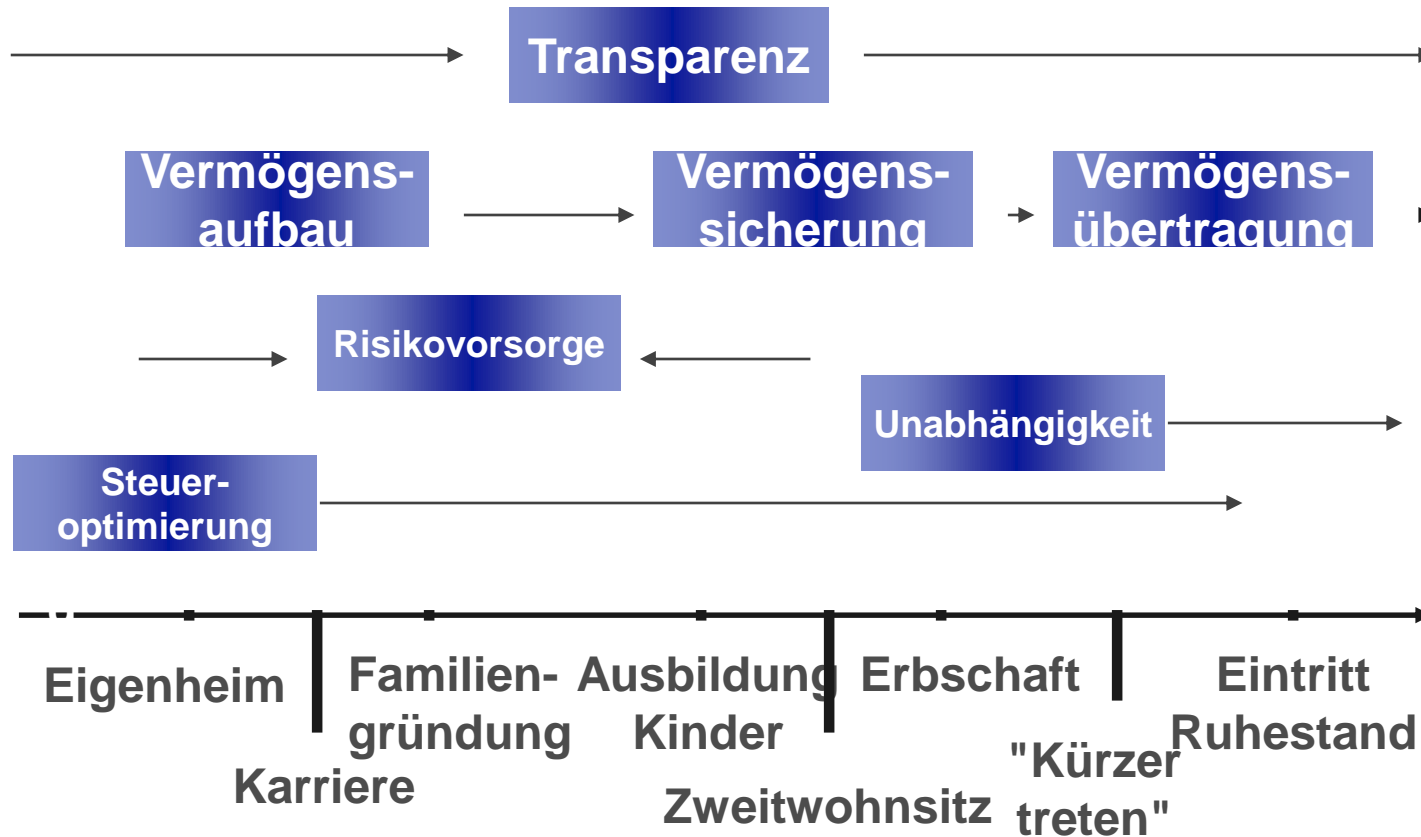 Transparenz
Vermögens-
aufbau
Vermögens-
sicherung
Vermögens-
übertragung
Risikovorsorge
Unabhängigkeit
Steuer-
optimierung
Eigenheim
Karriere
Familien-
gründung
Ausbildung
Kinder
Zweitwohnsitz
Erbschaft
"Kürzer
treten"
Eintritt
Ruhestand